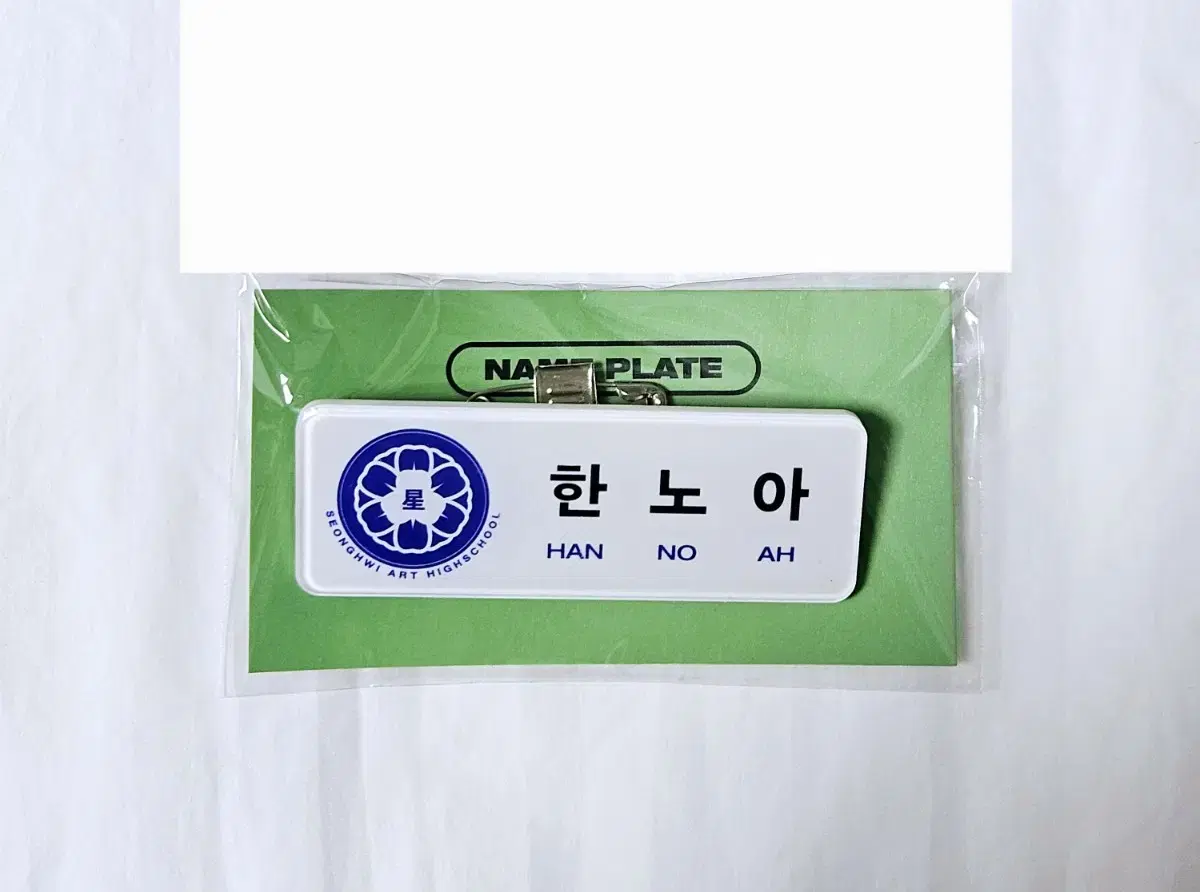 NAME PLATE
星
SEONGHWI ART HIGHSCHOOL
한 노 아
HAN NO AH